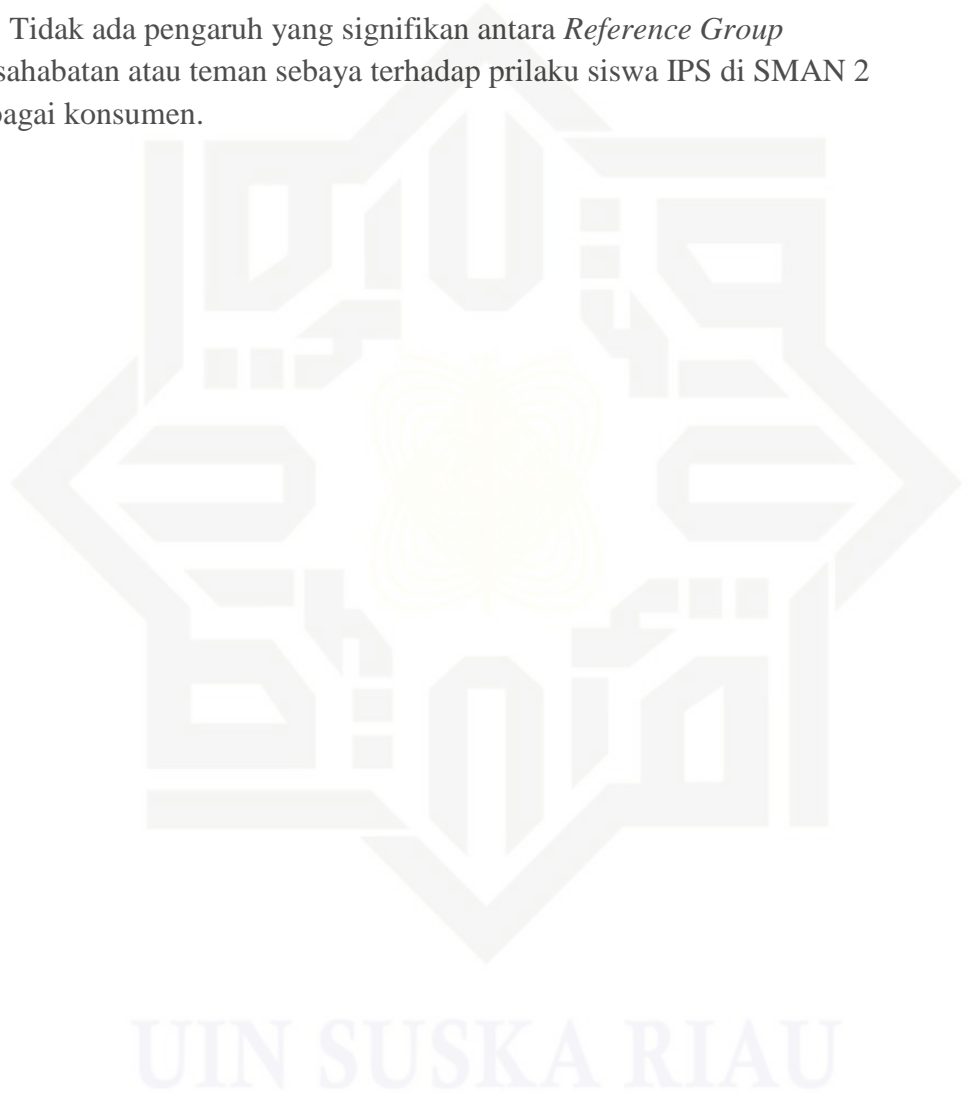 Tidak ada pengaruh yang signifikan antara Reference Group
sahabatan atau teman sebaya terhadap prilaku siswa IPS di SMAN 2
bagai konsumen.
UIN SUSKA RIAU